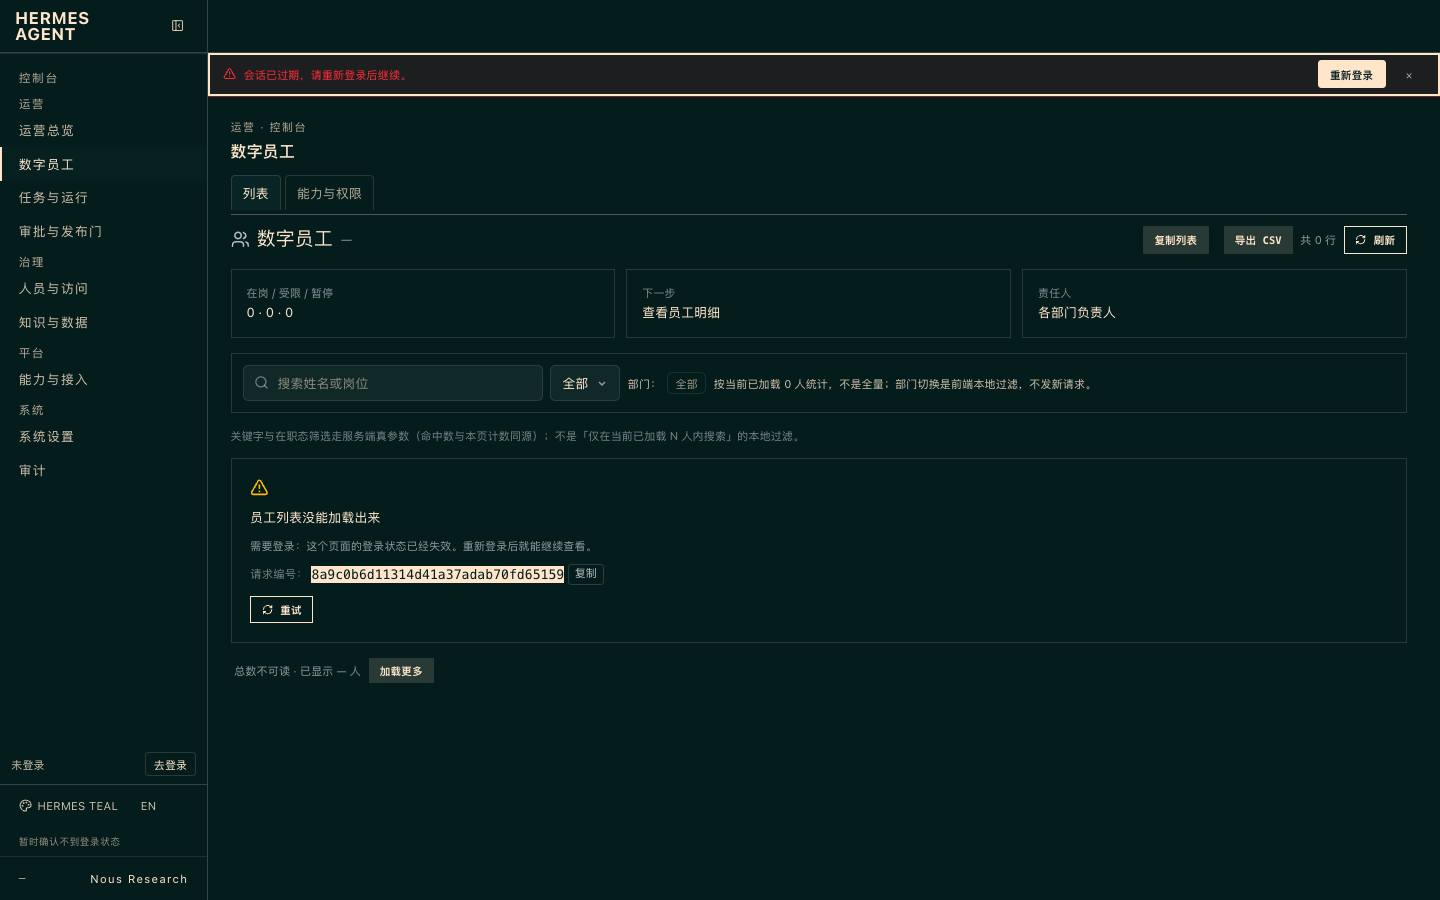 HERMES
AGENT
控制台
运营
运营总览
数字员工
任务与运行
审批与发布门
治理
人员与访问
知识与数据
平台
能力与接入
系统
系统设置
审计
未登录
去登录
HERMES TEAL
EN
暂时确认不到登录状态
—
Nous Research
会话已过期，请重新登录后继续。
重新登录
×
运营 · 控制台
数字员工
列表
能力与权限
数字员工 —
复制列表
导出 CSV
共 0 行
刷新
在岗 / 受限 / 暂停
0 · 0 · 0
下一步
查看员工明细
责任人
各部门负责人
搜索姓名或岗位
全部
部门：
全部
按当前已加载 0 人统计，不是全量；部门切换是前端本地过滤，不发新请求。
关键字与在职态筛选走服务端真参数（命中数与本页计数同源）；不是「仅在当前已加载 N 人内搜索」的本地过滤。
员工列表没能加载出来
需要登录：这个页面的登录状态已经失效。重新登录后就能继续查看。
请求编号： 8a9c0b6d11314d41a37adab70fd65159 复制
重试
总数不可读 · 已显示 — 人
加载更多